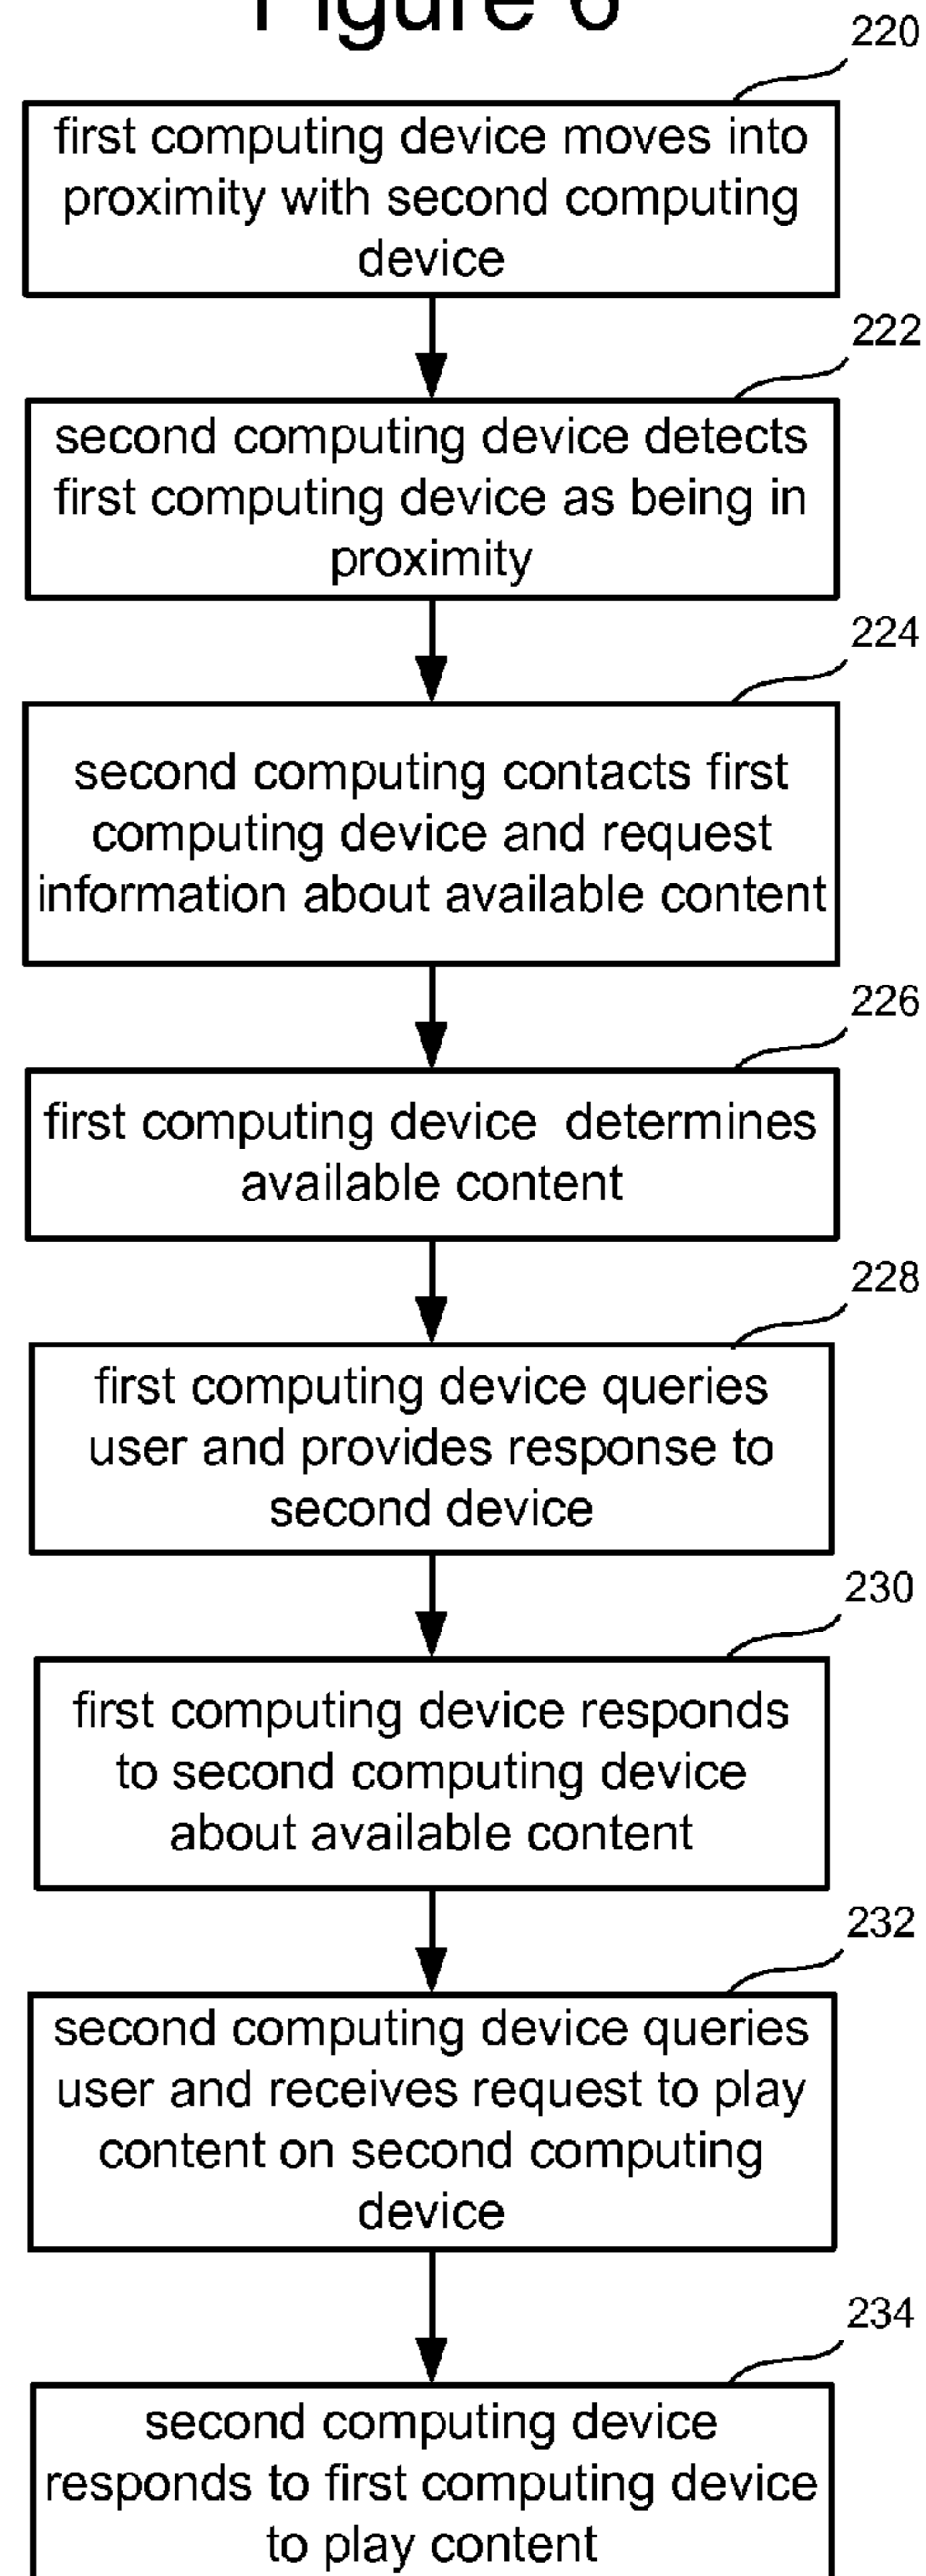 Figure 6
220
first computing device moves into
proximity with second computing
device
222
second computing device detects
first computing device as being in
proximity
224
second computing contacts first
computing device and request
information about available content
226
first computing device determines
available content
228
first computing device queries
user and provides response to
second device
230
first computing device responds
to second computing device
about available content
232
second computing device queries
user and receives request to play
content on second computing
device
234
second computing device
responds to first computing device
to play content